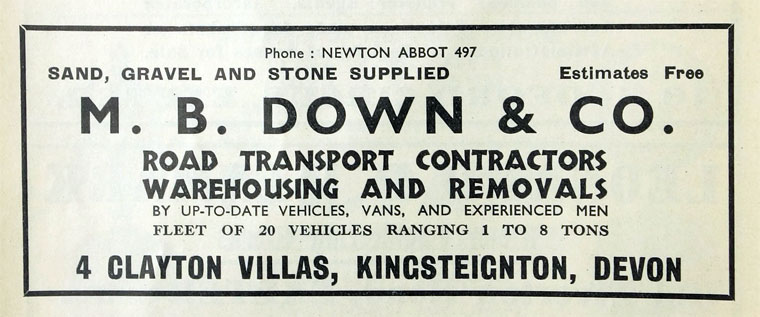 Phone : NEWTON ABBOT 497
SAND, GRAVEL AND STONE SUPPLIED Estimates Free
M. B. DOWN & CO.
ROAD TRANSPORT CONTRACTORS
WAREHOUSING AND REMOVALS
BY UP-TO-DATE VEHICLES, VANS, AND EXPERIENCED MEN
FLEET OF 20 VEHICLES RANGING 1 TO 8 TONS
4 CLAYTON VILLAS, KINGSTEIGNTON, DEVON